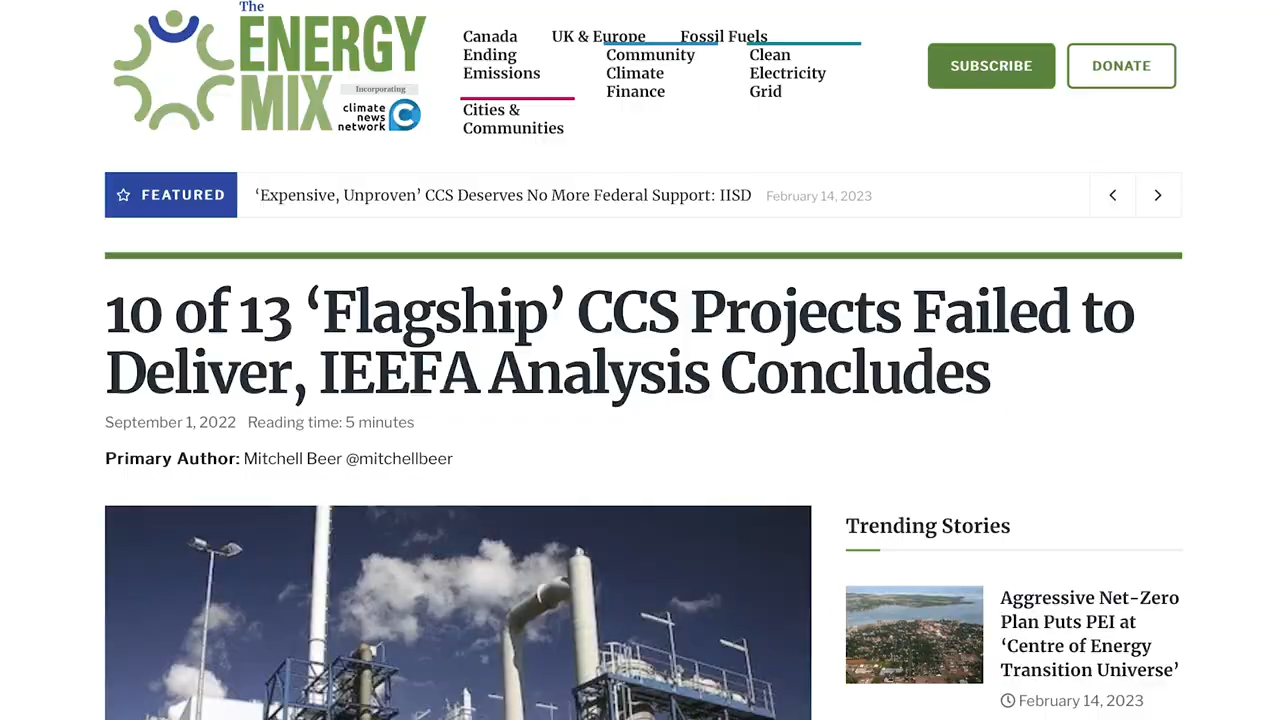 The
ENERGY
MIX
Incorporating
climate
news
network
Canada UK & Europe Fossil Fuels
Ending
Emissions
Community
Climate
Finance
Clean
Electricity
Grid
Cities &
Communities
SUBSCRIBE
DONATE
FEATURED
‘Expensive, Unproven’ CCS Deserves No More Federal Support: IISD February 14, 2023
10 of 13 ‘Flagship’ CCS Projects Failed to
Deliver, IEEFA Analysis Concludes
September 1, 2022 Reading time: 5 minutes
Primary Author: Mitchell Beer @mitchellbeer
Trending Stories
Aggressive Net-Zero
Plan Puts PEI at
‘Centre of Energy
Transition Universe’
February 14, 2023